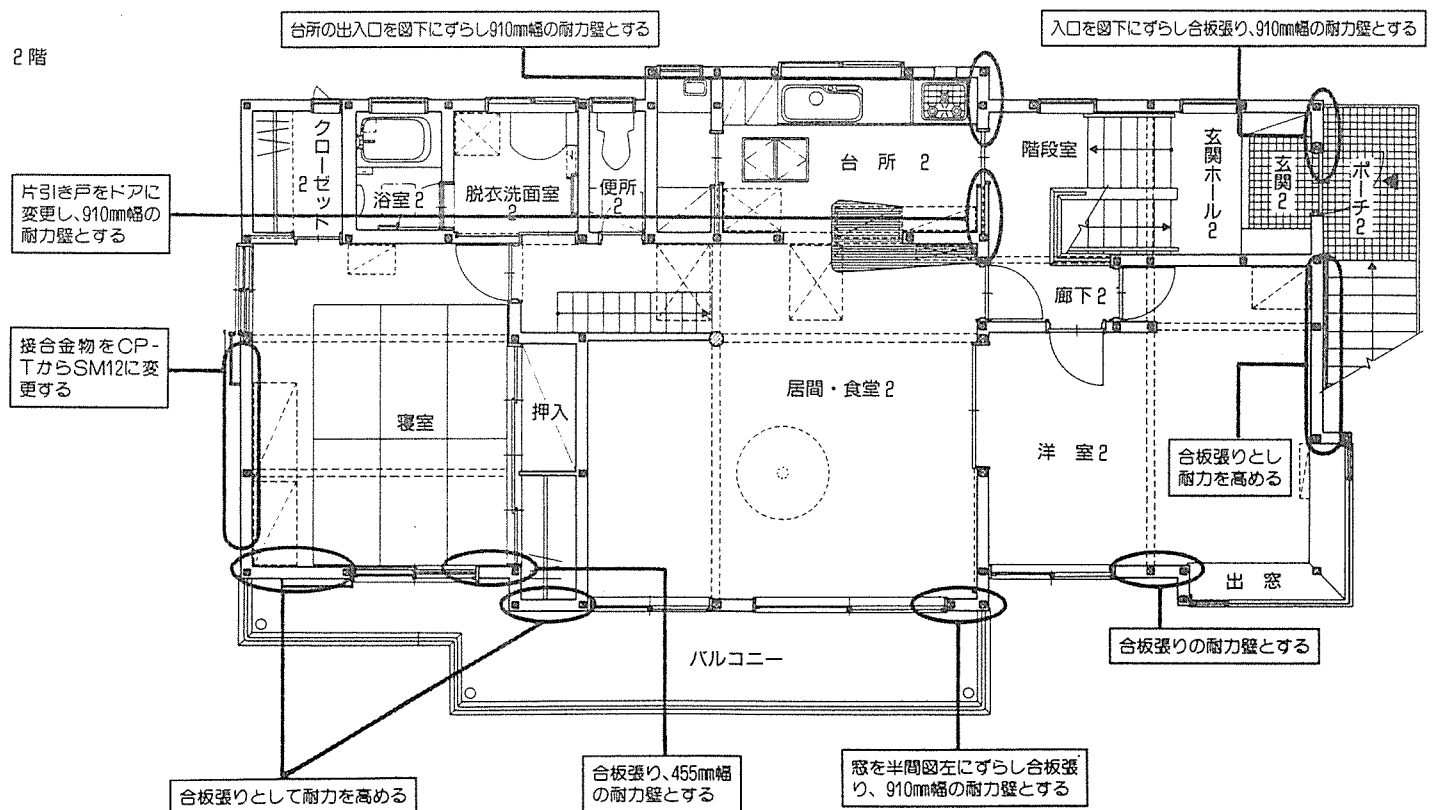 台所の出入口を図下にずらし910mm幅の耐力壁とする
入口を図下にずらし合板張り、910mm幅の耐力壁とする
2階
クローゼット2
浴室2
脱衣洗面室2
便所2
台所 2
階段室
玄関ホール2
玄関2
ポーチ2
片引き戸をドアに
変更し、910mm幅の
耐力壁とする
廊下2
接合金物をCP-
TからSM12に変
更する
寝室
押入
居間・食堂2
洋 室2
合板張りとし
耐力を高める
出 窓
合板張りの耐力壁とする
バルコニー
合板張りとして耐力を高める
合板張り、455mm幅
の耐力壁とする
窓を半間図左にずらし合板張
り、910mm幅の耐力壁とする